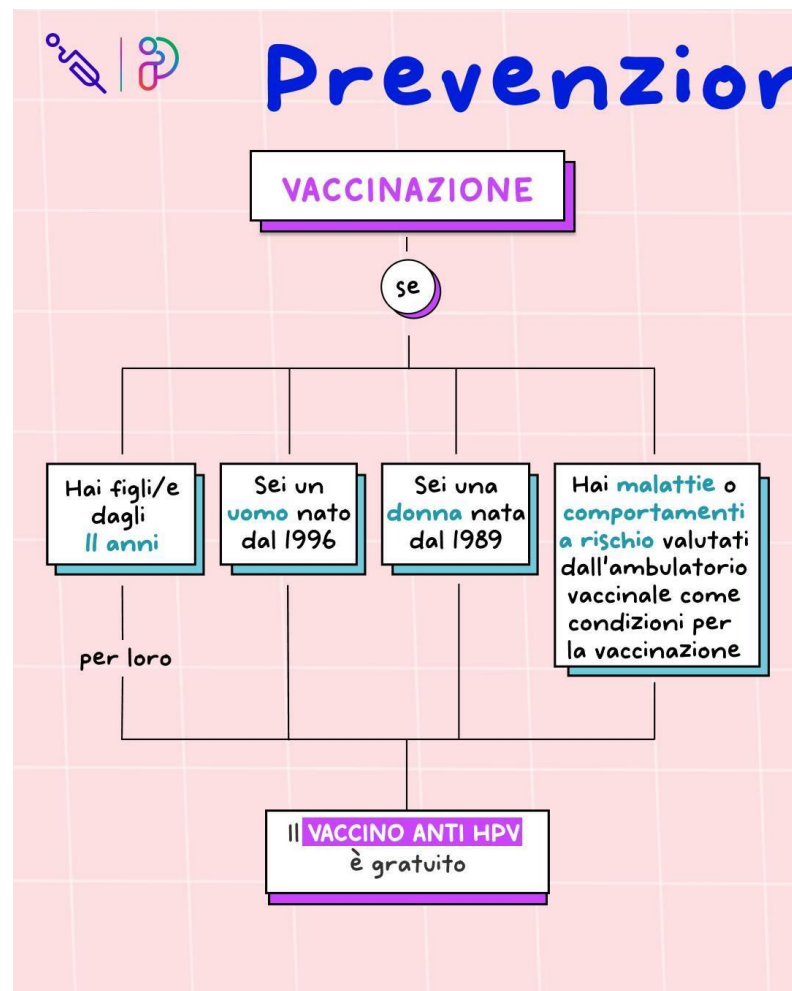 Prevenzior
VACCINAZIONE
se
Hai figli/e
dagli
11 anni
Sei un
uomo nato
dal 1996
Sei una
donna nata
dal 1989
Hai malattie o
comportamenti
a rischio valutati
dall'ambulatorio
vaccinale come
condizioni per
la vaccinazione
per loro
Il VACCINO ANTI HPV
è gratuito